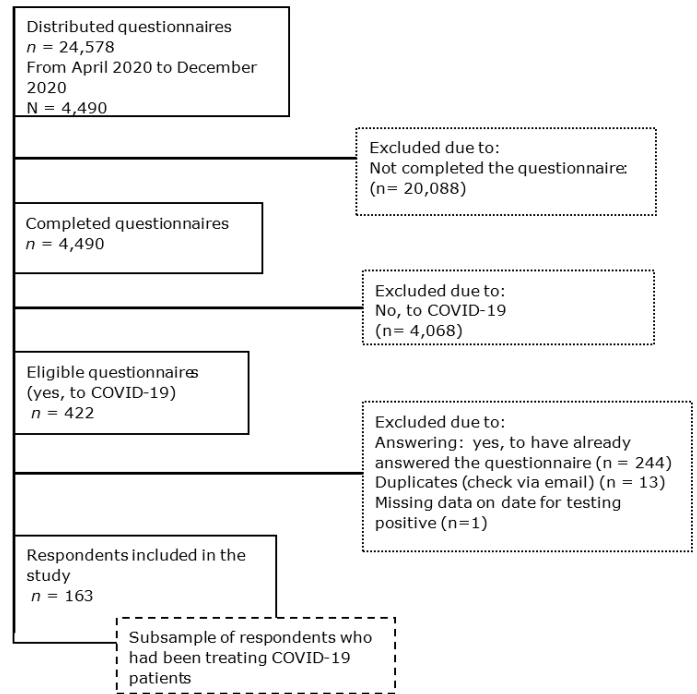 Distributed questionnaires
n = 24,578
From April 2020 to December
2020
N = 4,490
Excluded due to:
Not completed the questionnaire:
(n= 20,088)
Completed questionnaires
n = 4,490
Excluded due to:
No, to COVID-19
(n= 4,068)
Eligible questionnaires
(yes, to COVID-19)
n = 422
Excluded due to:
Answering: yes, to have already
answered the questionnaire (n = 244)
Duplicates (check via email) (n = 13)
Missing data on date for testing
positive (n=1)
Respondents included in the
study
n = 163
Subsample of respondents who
had been treating COVID-19
patients